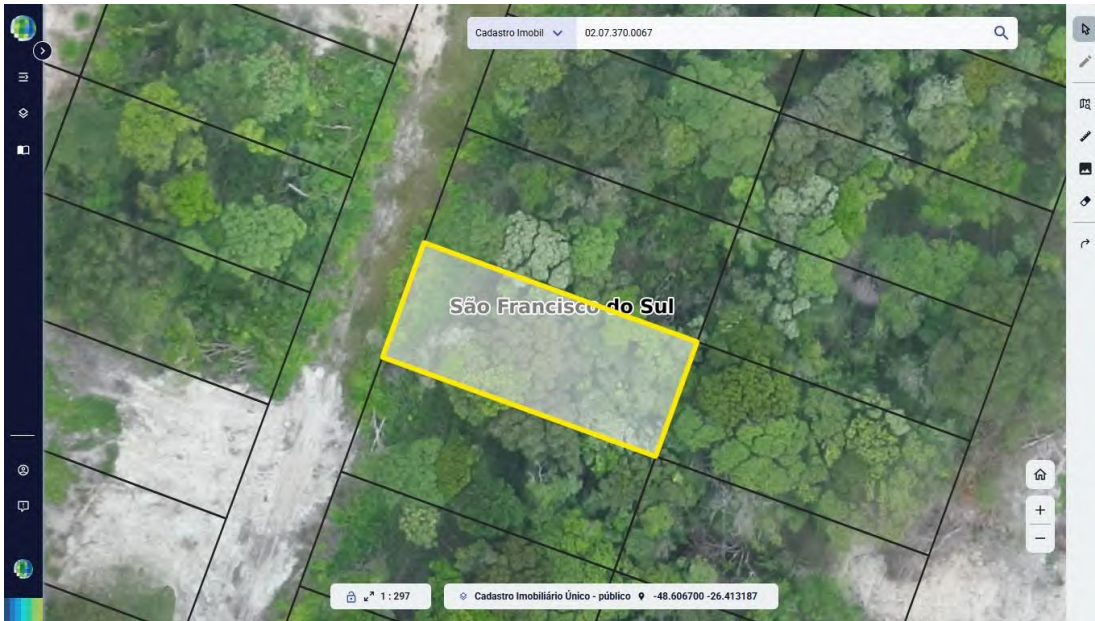 Cadastro Imobil
02.07.370.0067
São Francisco do Sul
1 : 297
Cadastro Imobiliário Único - público
-48.606700 -26.413187